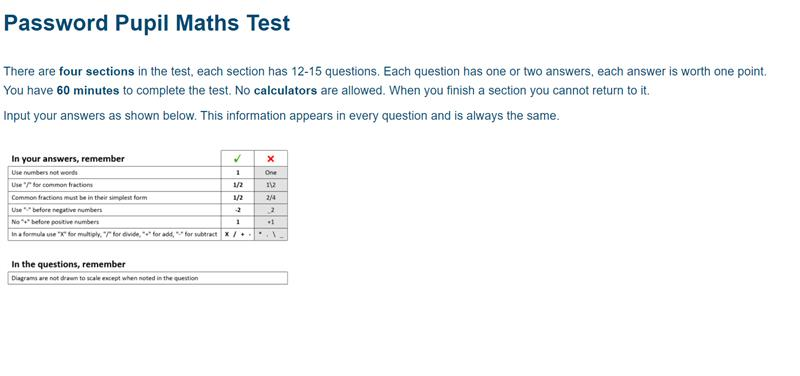 Password Pupil Maths Test
There are four sections in the test, each section has 12-15 questions. Each question has one or two answers, each answer is worth one point.
You have 60 minutes to complete the test. No calculators are allowed. When you finish a section you cannot return to it.
Input your answers as shown below. This information appears in every question and is always the same.
In your answers, remember ✓ ✗
Use numbers not words 1 One
Use "/" for common fractions 1/2 1\2
Common fractions must be in their simplest form 1/2 2/4
Use "-" before negative numbers -2 _2
No "+" before positive numbers 1 +1
In a formula use "X" for multiply, "/" for divide, "+" for add, "-" for subtract X / + - * . \ _
In the questions, remember
Diagrams are not drawn to scale except when noted in the question